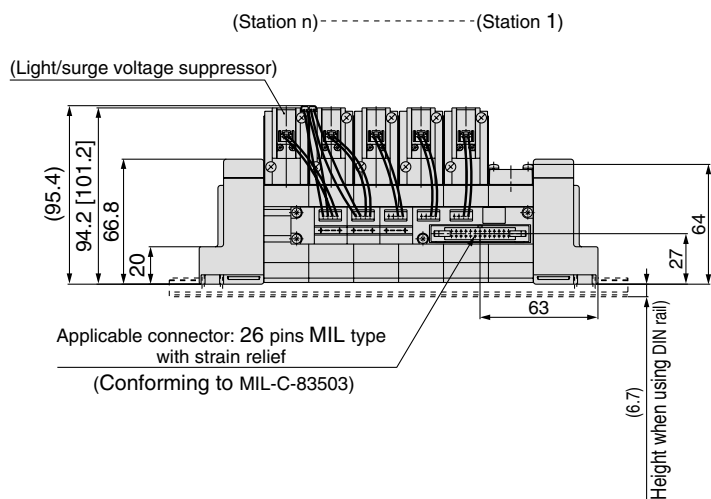 (Station n)
(Station 1)
(Light/surge voltage suppressor)
(95.4)
94.2 [101.2]
66.8
20
64
27
63
Applicable connector: 26 pins MIL type
with strain relief
(Conforming to MIL-C-83503)
(6.7)
Height when using DIN rail)